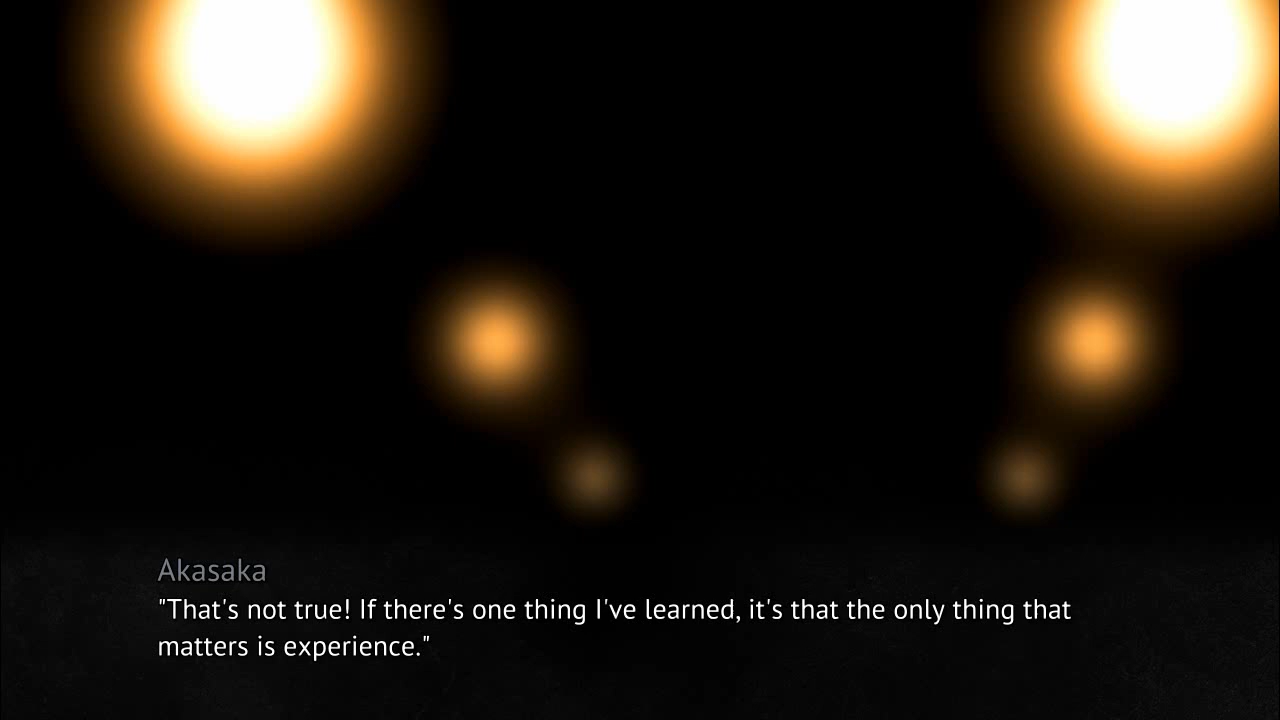 Akasaka
"That's not true! If there's one thing I've learned, it's that the only thing that
matters is experience."